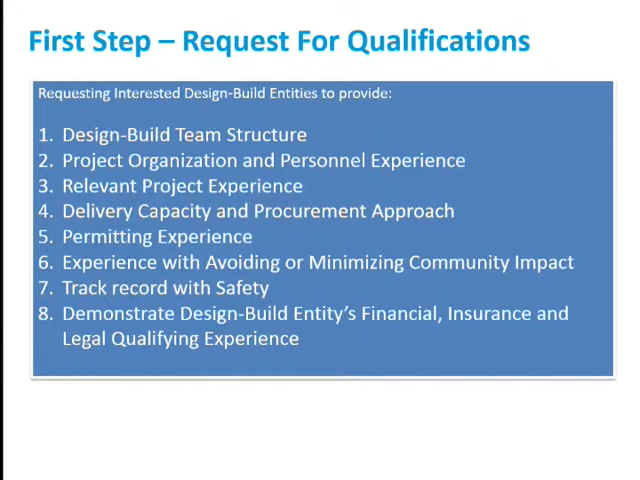 First Step – Request For Qualifications
Requesting Interested Design-Build Entities to provide:
1. Design-Build Team Structure
2. Project Organization and Personnel Experience
3. Relevant Project Experience
4. Delivery Capacity and Procurement Approach
5. Permitting Experience
6. Experience with Avoiding or Minimizing Community Impact
7. Track record with Safety
8. Demonstrate Design-Build Entity’s Financial, Insurance and
Legal Qualifying Experience